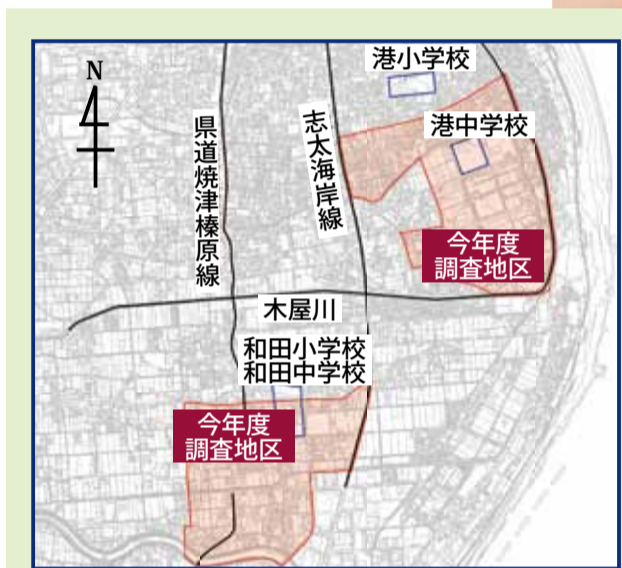 N
港小学校
港中学校
県道焼津榛原線
志太海岸線
今年度
調査地区
木屋川
和田小学校
和田中学校
今年度
調査地区